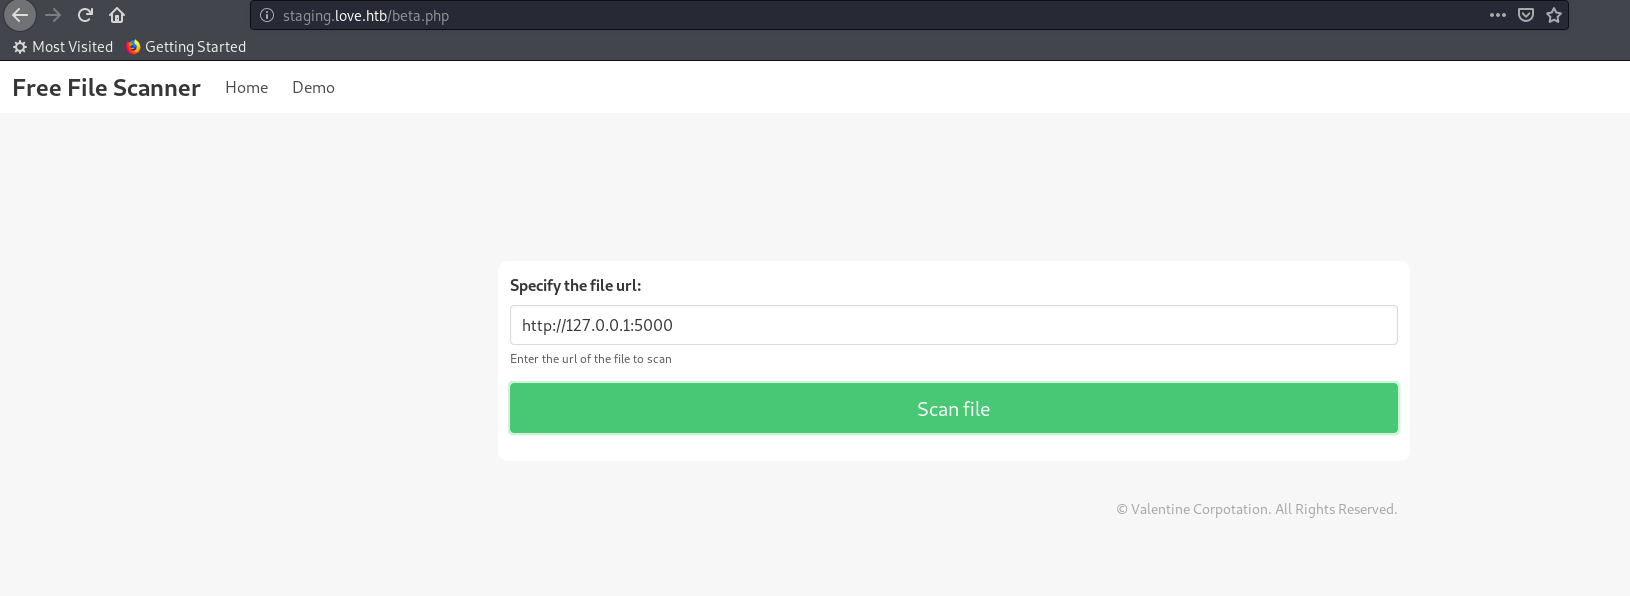 staging.love.htb/beta.php
Most Visited Getting Started
Free File Scanner Home Demo
Specify the file url:
http://127.0.0.1:5000
Enter the url of the file to scan
Scan file
© Valentine Corpotation. All Rights Reserved.